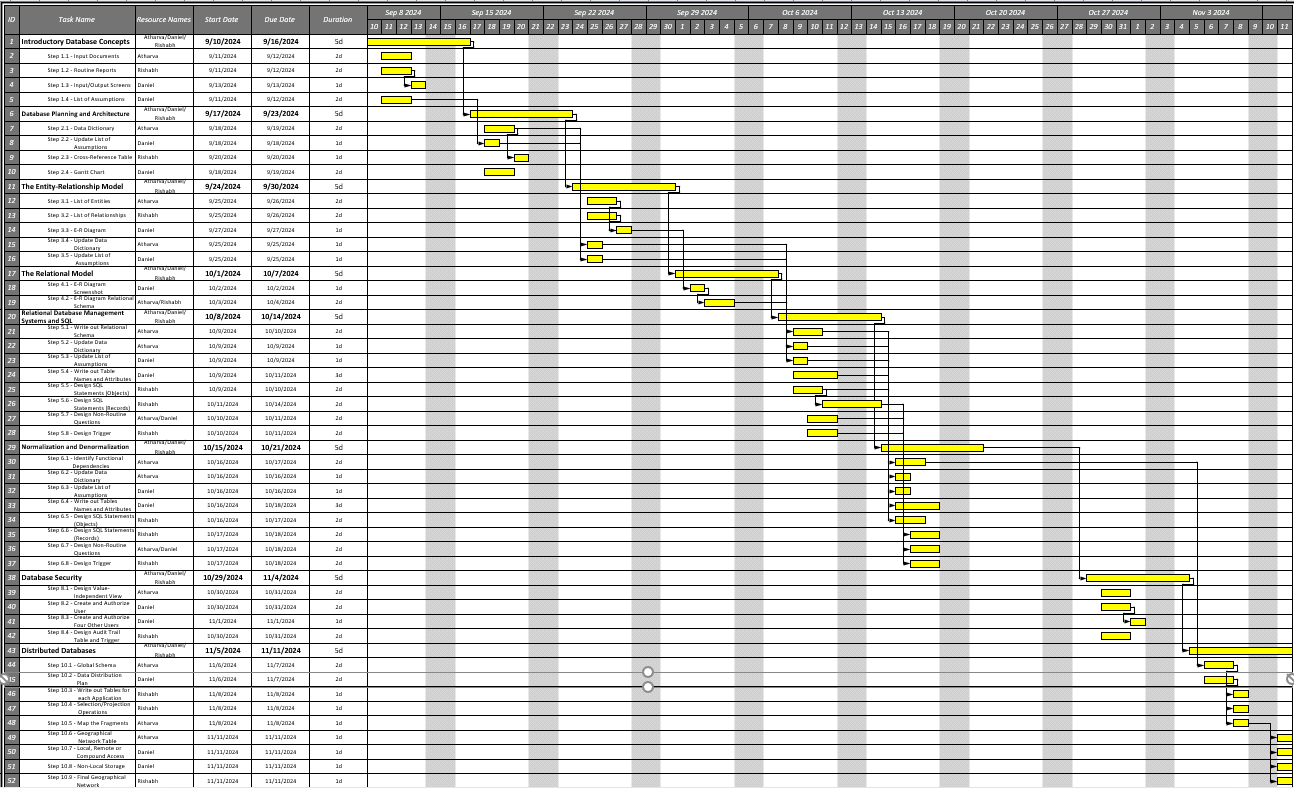 ID Task Name Resource Names Start Date Due Date Duration Sep 8 2024 Sep 15 2024 Sep 22 2024 Sep 29 2024 Oct 6 2024 Oct 13 2024 Oct 20 2024 Oct 27 2024 Nov 3 2024
10 11 12 13 14 15 16 17 18 19 20 21 22 23 24 25 26 27 28 29 30 1 2 3 4 5 6 7 8 9 10 11 12 13 14 15 16 17 18 19 20 21 22 23 24 25 26 27 28 29 30 31 1 2 3 4 5 6 7 8 9 10 11
1 Introductory Database Concepts Atharva/Daniel/Rishabh 9/10/2024 9/16/2024 5d
2 Step 1.1 - Input Documents Atharva 9/11/2024 9/12/2024 2d
3 Step 1.2 - Routine Reports Rishabh 9/11/2024 9/12/2024 2d
4 Step 1.3 - Input/Output Screens Daniel 9/13/2024 9/13/2024 1d
5 Step 1.4 - List of Assumptions Daniel 9/11/2024 9/12/2024 2d
6 Database Planning and Architecture Atharva/Daniel/Rishabh 9/17/2024 9/23/2024 5d
7 Step 2.1 - Data Dictionary Atharva 9/18/2024 9/19/2024 2d
8 Step 2.2 - Update List of Assumptions Daniel 9/18/2024 9/18/2024 1d
9 Step 2.3 - Cross-Reference Table Rishabh 9/20/2024 9/20/2024 1d
10 Step 2.4 - Gantt Chart Daniel 9/18/2024 9/19/2024 2d
11 The Entity-Relationship Model Atharva/Daniel/Rishabh 9/24/2024 9/30/2024 5d
12 Step 3.1 - List of Entities Atharva 9/25/2024 9/26/2024 2d
13 Step 3.2 - List of Relationships Rishabh 9/25/2024 9/26/2024 2d
14 Step 3.3 - E-R Diagram Daniel 9/27/2024 9/27/2024 1d
15 Step 3.4 - Update Data Dictionary Atharva 9/25/2024 9/25/2024 1d
16 Step 3.5 - Update List of Assumptions Daniel 9/25/2024 9/25/2024 1d
17 The Relational Model Atharva/Daniel/Rishabh 10/1/2024 10/7/2024 5d
18 Step 4.1 - E-R Diagram Screenshot Daniel 10/2/2024 10/2/2024 1d
19 Step 4.2 - E-R Diagram Relational Schema Atharva/Rishabh 10/3/2024 10/4/2024 2d
20 Relational Database Management Systems and SQL Atharva/Daniel/Rishabh 10/8/2024 10/14/2024 5d
21 Step 5.1 - Write out Relational Schema Atharva 10/9/2024 10/10/2024 2d
22 Step 5.2 - Update Data Dictionary Atharva 10/9/2024 10/9/2024 1d
23 Step 5.3 - Update List of Assumptions Daniel 10/9/2024 10/9/2024 1d
24 Step 5.4 - Write out Table Names and Attributes Daniel 10/9/2024 10/11/2024 3d
25 Step 5.5 - Design SQL Statements (Objects) Rishabh 10/9/2024 10/10/2024 2d
26 Step 5.6 - Design SQL Statements (Records) Rishabh 10/11/2024 10/14/2024 2d
27 Step 5.7 - Design Non-Routine Questions Atharva/Daniel 10/10/2024 10/11/2024 2d
28 Step 5.8 - Design Trigger Rishabh 10/10/2024 10/11/2024 2d
29 Normalization and Denormalization Atharva/Daniel/Rishabh 10/15/2024 10/21/2024 5d
30 Step 6.1 - Identify Functional Dependencies Atharva 10/16/2024 10/17/2024 2d
31 Step 6.2 - Update Data Dictionary Atharva 10/16/2024 10/16/2024 1d
32 Step 6.3 - Update List of Assumptions Daniel 10/16/2024 10/16/2024 1d
33 Step 6.4 - Write out Tables Names and Attributes Daniel 10/16/2024 10/18/2024 3d
34 Step 6.5 - Design SQL Statements (Objects) Rishabh 10/16/2024 10/17/2024 2d
35 Step 6.6 - Design SQL Statements (Records) Rishabh 10/17/2024 10/18/2024 2d
36 Step 6.7 - Design Non-Routine Questions Atharva/Daniel 10/17/2024 10/18/2024 2d
37 Step 6.8 - Design Trigger Rishabh 10/17/2024 10/18/2024 2d
38 Database Security Atharva/Daniel/Rishabh 10/29/2024 11/4/2024 5d
39 Step 8.1 - Design Value-Independent View Atharva 10/30/2024 10/31/2024 2d
40 Step 8.2 - Create and Authorize User Daniel 10/30/2024 10/31/2024 2d
41 Step 8.3 - Create and Authorize Four Other Users Daniel 11/1/2024 11/1/2024 1d
42 Step 8.4 - Design Audit Trail Table and Trigger Rishabh 10/30/2024 10/31/2024 2d
43 Distributed Databases Atharva/Daniel/Rishabh 11/5/2024 11/11/2024 5d
44 Step 10.1 - Global Schema Atharva 11/6/2024 11/7/2024 2d
45 Step 10.2 - Data Distribution Plan Daniel 11/6/2024 11/7/2024 2d
46 Step 10.3 - Write out Tables for each Application Rishabh 11/8/2024 11/8/2024 1d
47 Step 10.4 - Selection/Projection Operations Rishabh 11/8/2024 11/8/2024 1d
48 Step 10.5 - Map the Fragments Atharva 11/8/2024 11/8/2024 1d
49 Step 10.6 - Geographical Network Table Atharva 11/11/2024 11/11/2024 1d
50 Step 10.7 - Local, Remote or Compound Access Daniel 11/11/2024 11/11/2024 1d
51 Step 10.8 - Non-Local Storage Daniel 11/11/2024 11/11/2024 1d
52 Step 10.9 - Final Geographical Network Rishabh 11/11/2024 11/11/2024 1d